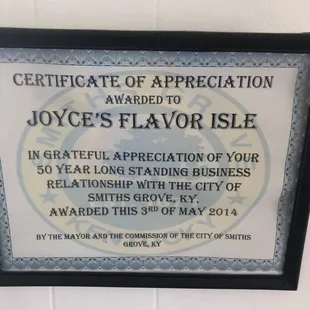 CERTIFICATE OF APPRECIATION
AWARDED TO
JOYCE'S FLAVOR ISLE
IN GRATEFUL APPRECIATION OF YOUR
50 YEAR LONG STANDING BUSINESS
RELATIONSHIP WITH THE CITY OF
SMITHS GROVE, KY.
AWARDED THIS 3RD OF MAY 2014
BY THE MAYOR AND THE COMMISSION OF THE CITY OF SMITHS
GROVE, KY